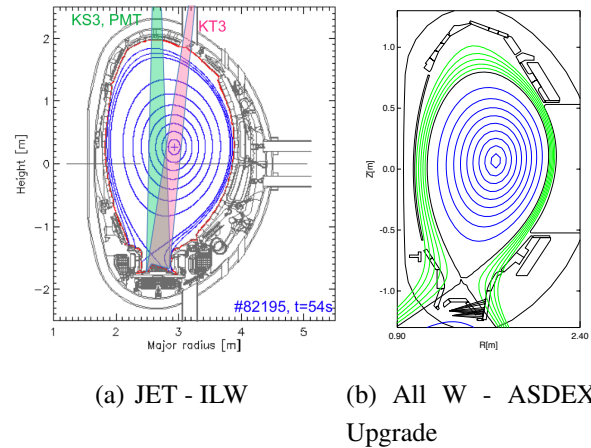 KS3, PMT
KT3
2
1
0
-1
-2
Height [m]
#82195, t=54s
1 2 3 4 5
Major radius [m]
(a) JET - ILW
1.0
0.5
0.0
-0.5
-1.0
Z[m]
0.90 R[m] 2.40
(b) All W - ASDEX
Upgrade